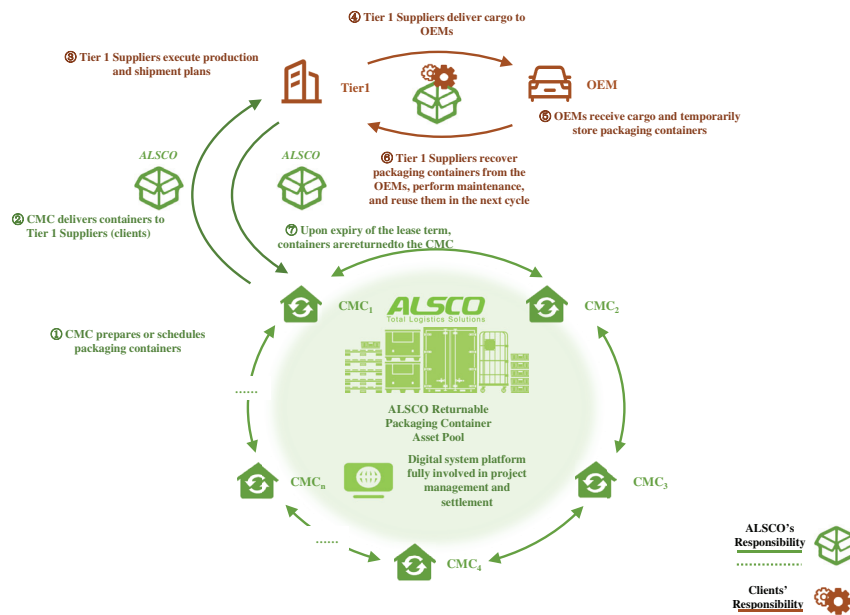 ④ Tier 1 Suppliers deliver cargo to
OEMs
③ Tier 1 Suppliers execute production
and shipment plans
Tier1
OEM
⑤ OEMs receive cargo and temporarily
store packaging containers
ALSCO
ALSCO
⑥ Tier 1 Suppliers recover
packaging containers from the
OEMs, perform maintenance,
and reuse them in the next cycle
② CMC delivers containers to
Tier 1 Suppliers (clients)
⑦ Upon expiry of the lease term,
containers arereturnedto the CMC
CMC₁
ALSCO
Total Logistics Solutions
CMC₂
① CMC prepares or schedules
packaging containers
......
ALSCO Returnable
Packaging Container
Asset Pool
Digital system platform
fully involved in project
management and
settlement
CMCₙ
CMC₃
......
CMC₄
ALSCO's
Responsibility
Clients'
Responsibility